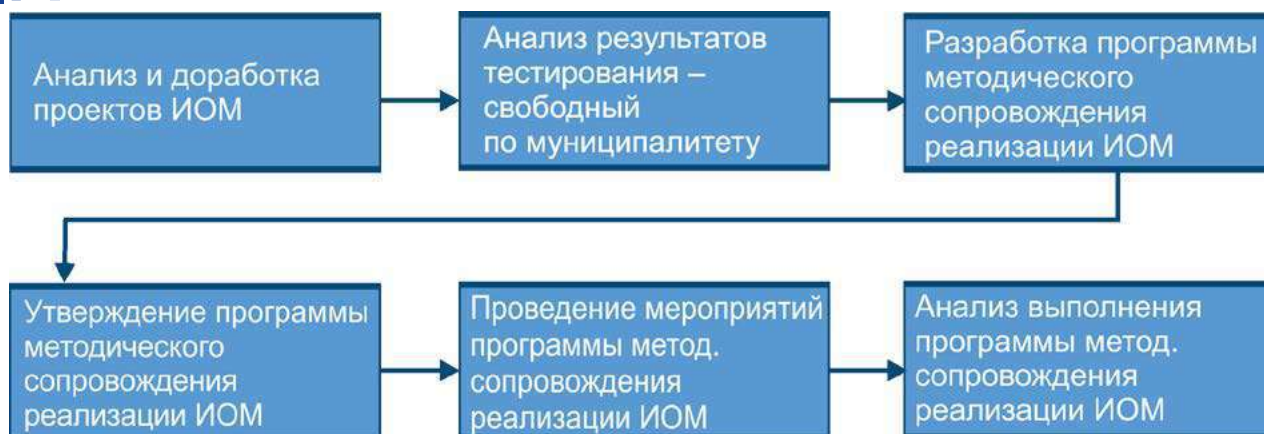 Анализ и доработка
проектов ИОМ
Анализ результатов
тестирования –
свободный
по муниципалитету
Разработка программы
методического
сопровождения
реализации ИОМ
Утверждение программы
методического
сопровождения
реализации ИОМ
Проведение мероприятий
программы метод.
сопровождения
реализации ИОМ
Анализ выполнения
программы метод.
сопровождения
реализации ИОМ